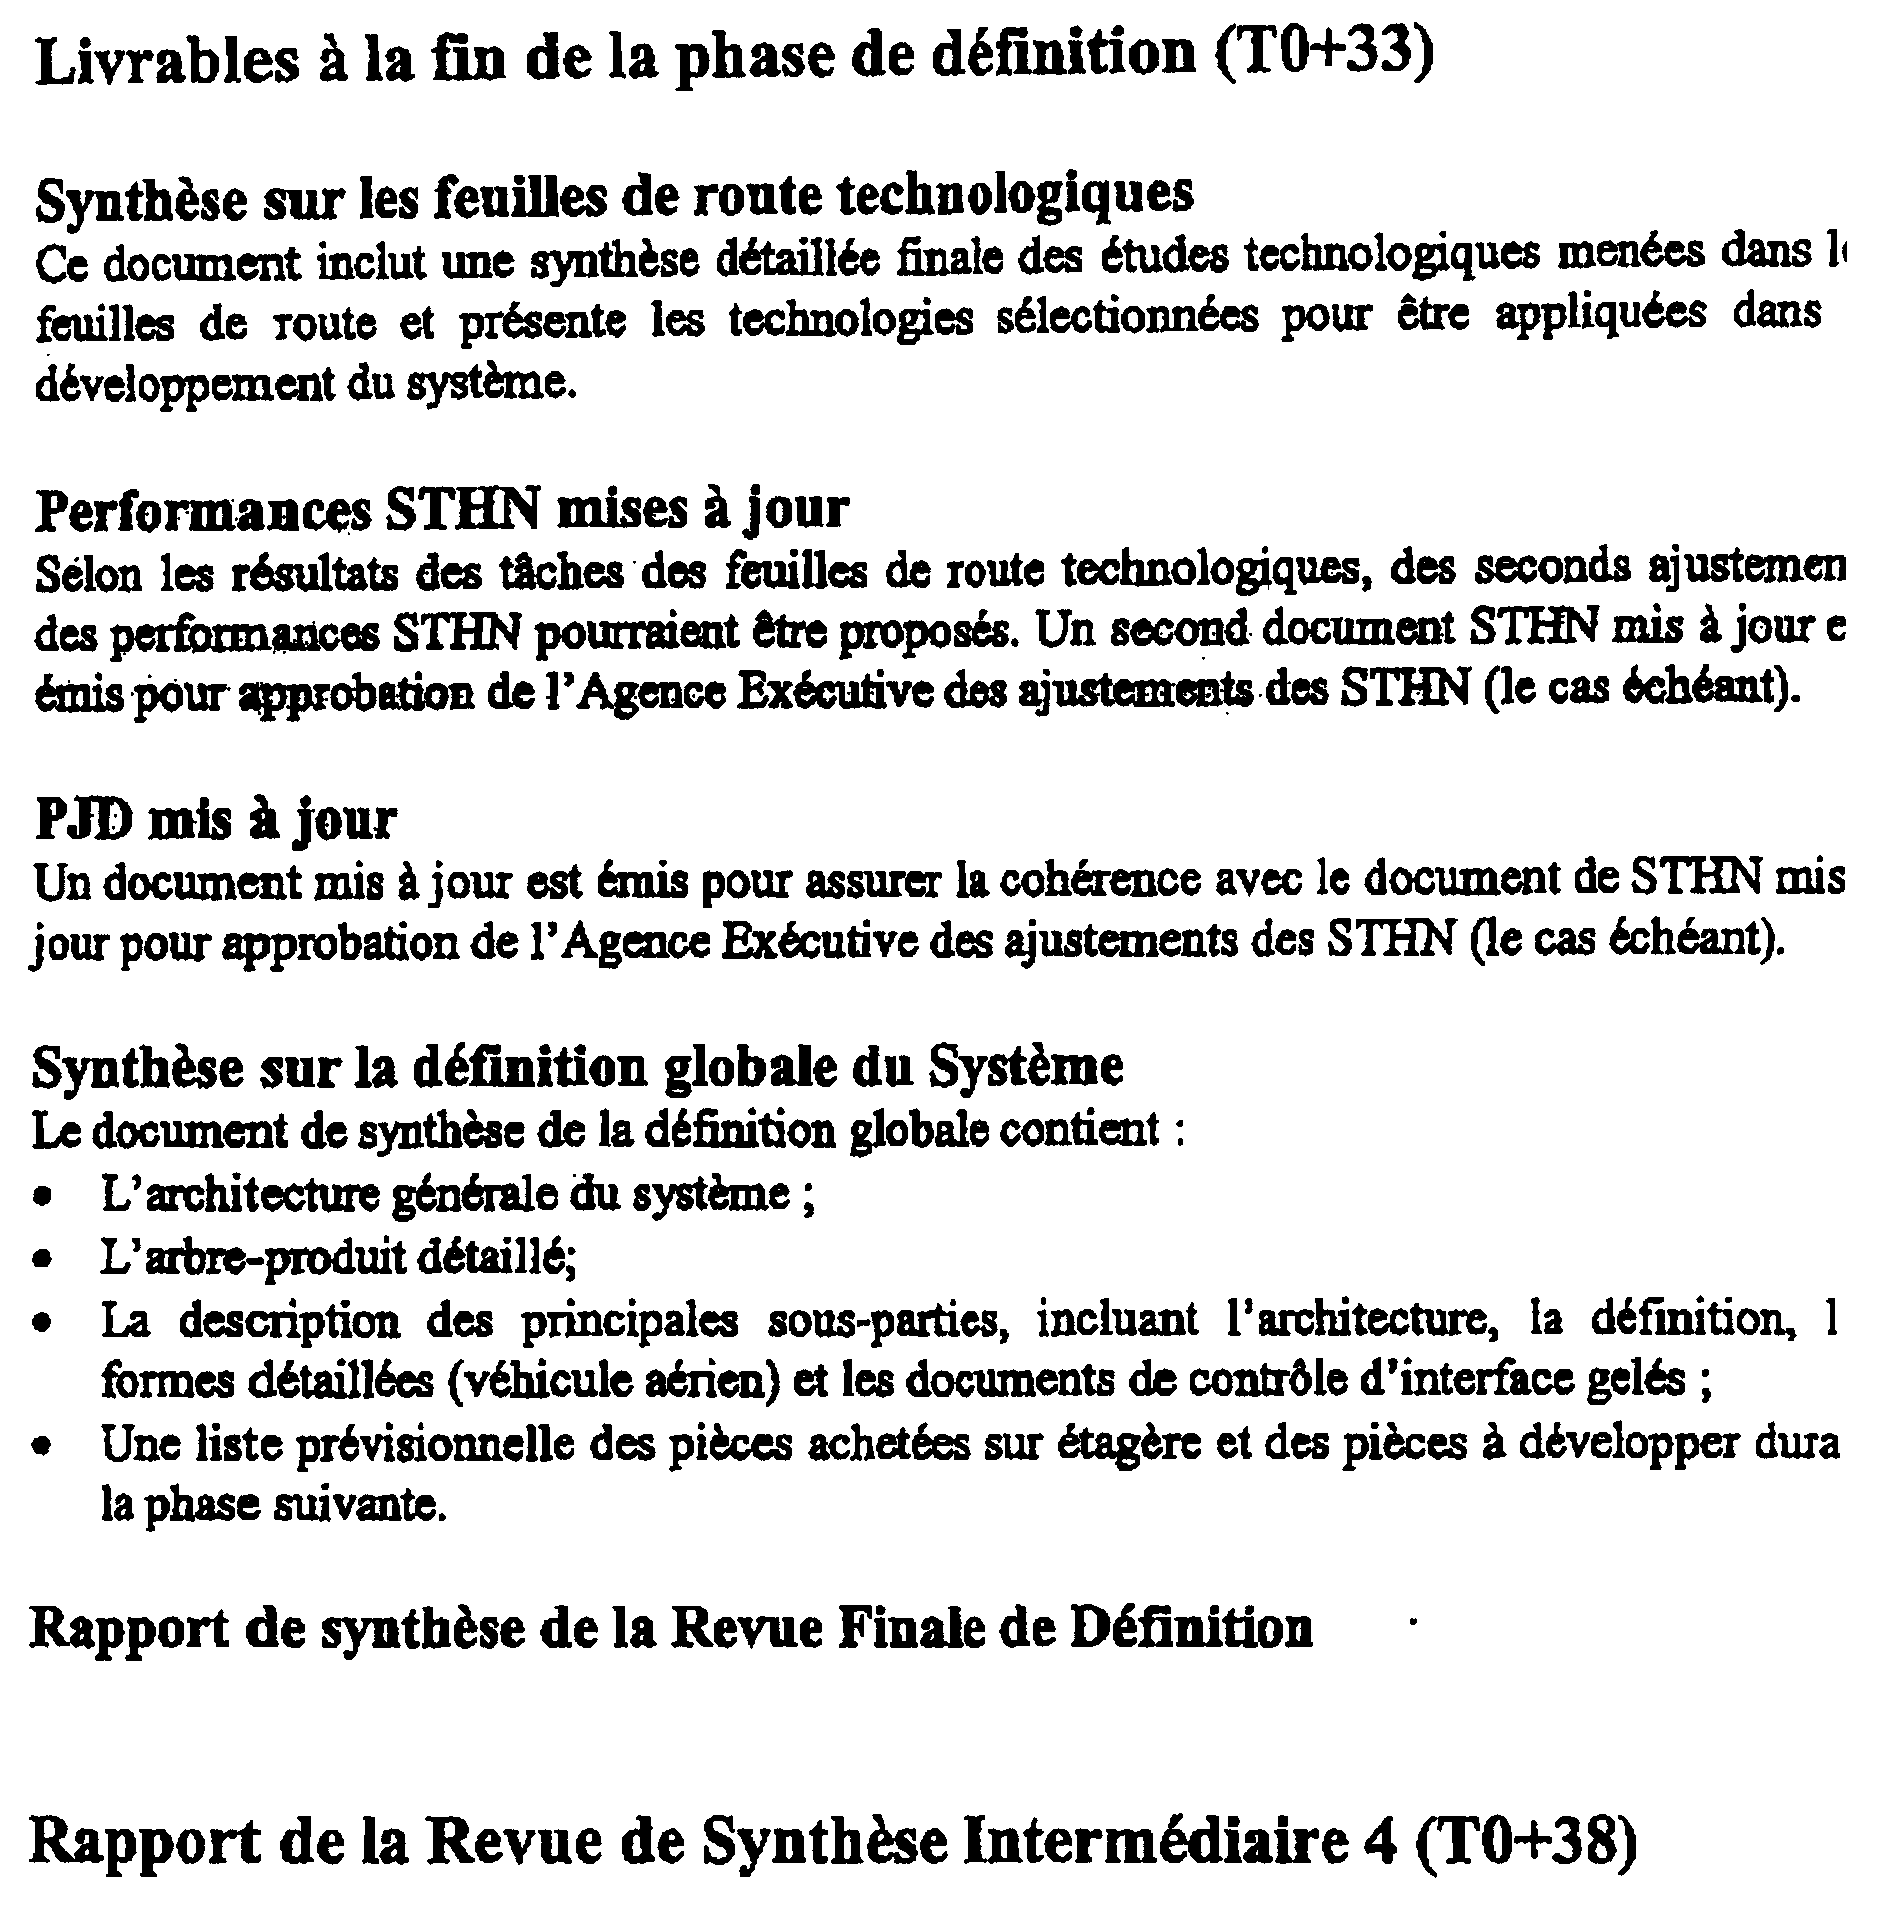 Livrables à la fin de la phase de définition (T0+33)
Synthèse sur les feuilles de route technologiques
Ce document inclut une synthèse détaillée finale des études technologiques menées dans
feuilles de route et présente les technologies sélectionnées pour être appliquées dans
développement du système.
Performances STHN mises à jour
Selon les résultats des tâches des feuilles de route technologiques, des seconds ajustemen
des performances STHN pourraient être proposés. Un second document STHN mis à jour e
émis pour approbation de l'Agence Exécutive des ajustements des STHN (le cas échéant).
PJD mis à jour
Un document mis à jour est émis pour assurer la cohérence avec le document de STHN mis
jour pour approbation de l'Agence Exécutive des ajustements des STHN (le cas échéant).
Synthèse sur la définition globale du Système
Le document de synthèse de la définition globale contient :
• L'architecture générale du système ;
• L'arbre-produit détaillé;
• La description des principales sous-parties, incluant l'architecture, la définition, l
formes détaillées (véhicule aérien) et les documents de contrôle d'interface gelés ;
• Une liste prévisionnelle des pièces achetées sur étagère et des pièces à développer dura
la phase suivante.
Rapport de synthèse de la Revue Finale de Définition
Rapport de la Revue de Synthèse Intermédiaire 4 (T0+38)